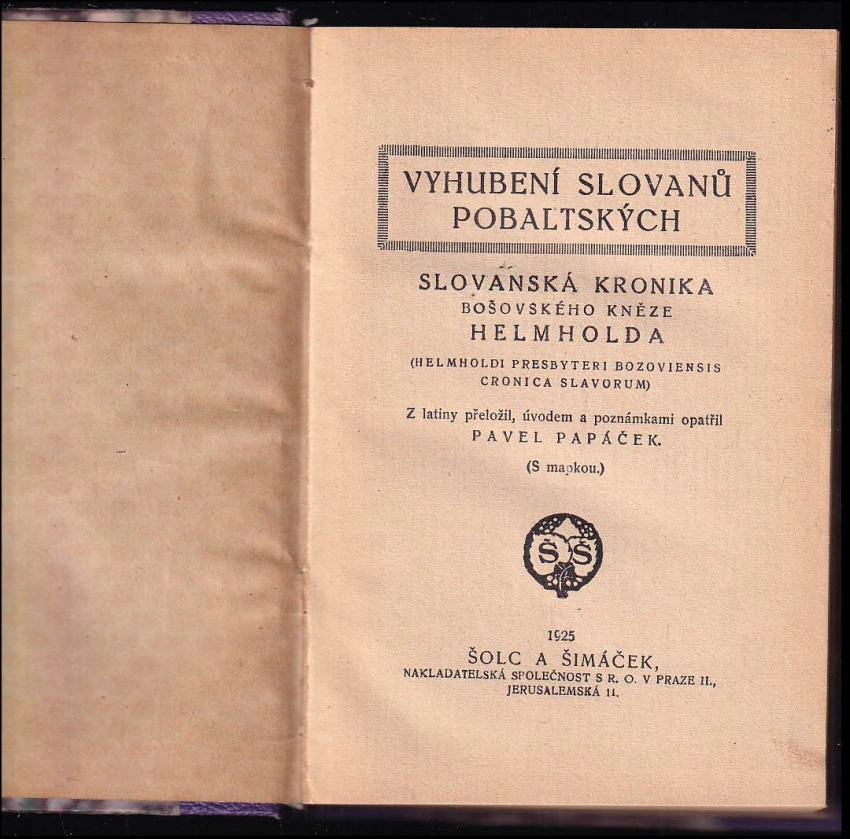 VYHUBENÍ SLOVANŮ
POBALTSKÝCH
SLOVANSKÁ KRONIKA
BOŠOVSKÉHO KNĚZE
HELMHOLDA
(HELMHOLDI PRESBYTERI BOZOVIENSIS
CRONICA SLAVORUM)
Z latiny přeložil, úvodem a poznámkami opatřil
PAVEL PAPÁČEK.
(S mapkou.)
Š Š
1925
ŠOLC A ŠIMÁČEK,
NAKLADATELSKÁ SPOLEČNOST S R. O. V PRAZE II.,
JERUSALEMSKÁ 11.